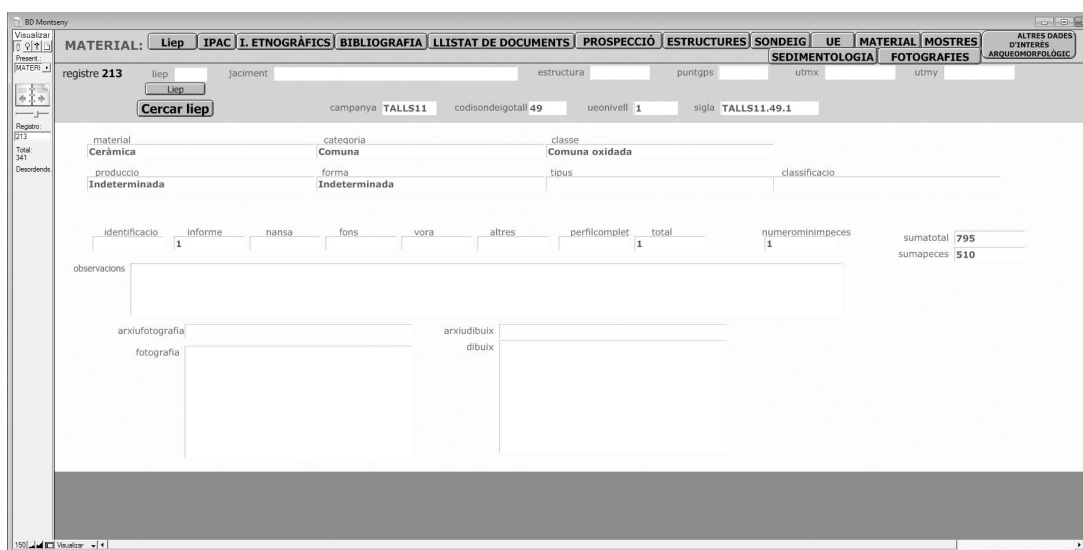 BD Montseny
Visualizar
Present.:
MATERI
Registro:
213
Total:
341
Desordends.
MATERIAL: Liep IPAC I. ETNOGRÀFICS BIBLIOGRAFIA LLISTAT DE DOCUMENTS PROSPECCIÓ ESTRUCTURES SONDEIG UE MATERIAL MOSTRES
SEDIMENTOLOGIA FOTOGRAFIES
ALTRES DADES
D'INTERÈS
ARQUEOMORFOLÒGIC
registre 213 liep jaciment estructura puntgps utmx utmy
Liep
Cercar liep campanya TALLS11 codisondeigotall 49 ueonivell 1 sigla TALLS11.49.1
material categoria classe
Ceràmica Comuna Comuna oxidada
produccio forma tipus classificacio
Indeterminada Indeterminada
identificacio informe nansa fons vora altres perfilcomplet total numerominimpeces
1 1 1
sumatotal 795
sumapeces 510
observacions
arxiufotografia arxiudibuix
fotografia dibuix
150 Visualizar